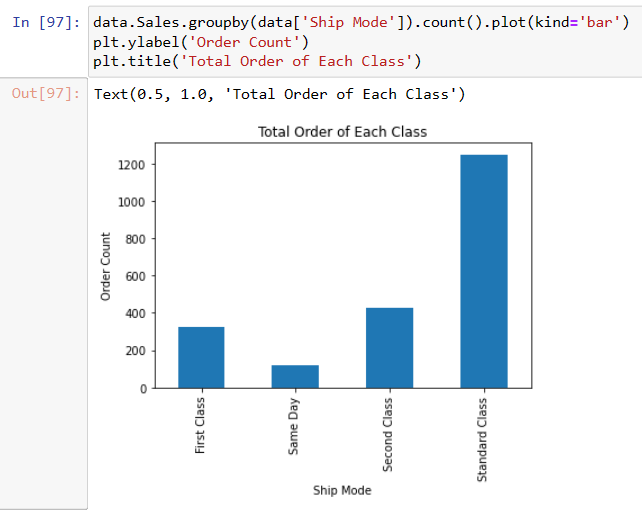 In [97]: data.Sales.groupby(data['Ship Mode']).count().plot(kind='bar')
plt.ylabel('Order Count')
plt.title('Total Order of Each Class')
Out[97]: Text(0.5, 1.0, 'Total Order of Each Class')
Total Order of Each Class
1200
1000
800
600
400
200
0
Order Count
First Class
Same Day
Second Class
Standard Class
Ship Mode